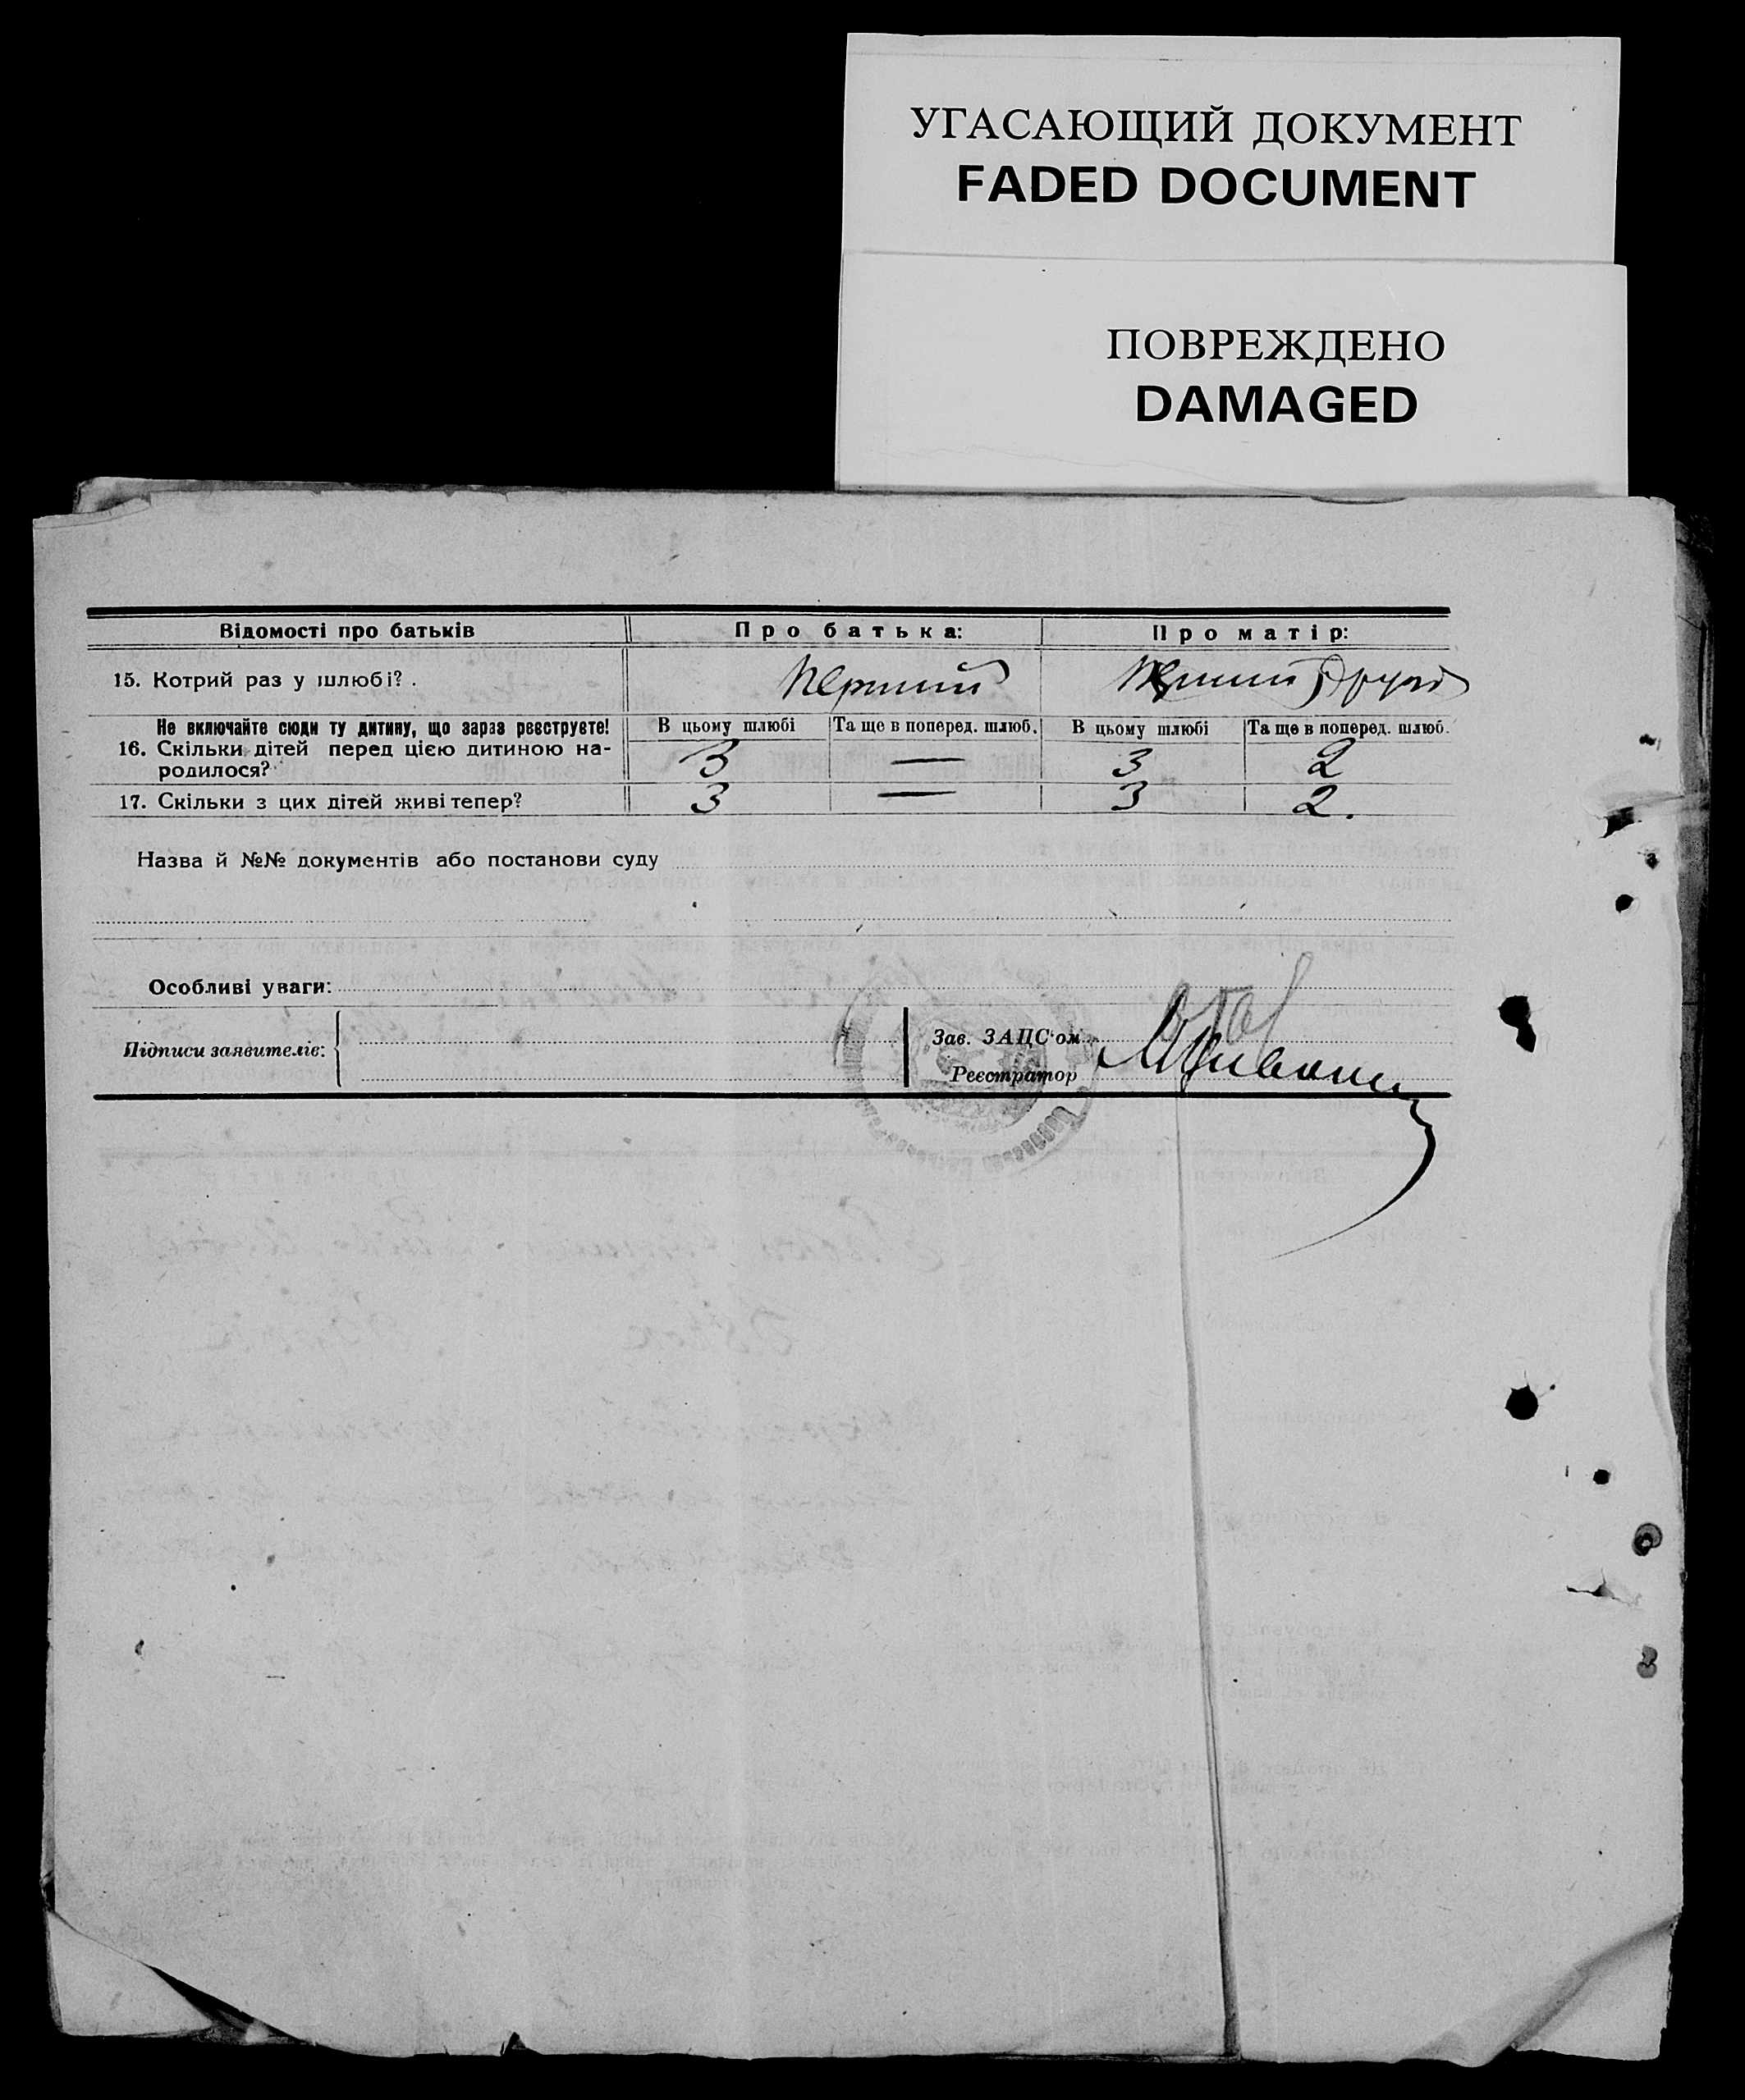 УГАСАЮЩИЙ ДОКУМЕНТ
FADED DOCUMENT
ПОВРЕЖДЕНО
DAMAGED
Відомості про батьків Про батька: Про матір:
15. Котрий раз у шлюбі? . Перший Перший Другий
Не включайте сюди ту дитину, що зараз реєструєте! В цьому шлюбі Та ще в поперед. шлюб. В цьому шлюбі Та ще в поперед. шлюб.
16. Скільки дітей перед цією дитиною на-
родилося? 3 — 3 2
17. Скільки з цих дітей живі тепер? 3 — 3 2.
Назва й №№ документів або постанови суду
Особливі уваги:
Підписи заявителів:
Зав. ЗАЦС'ом
Реєстратор